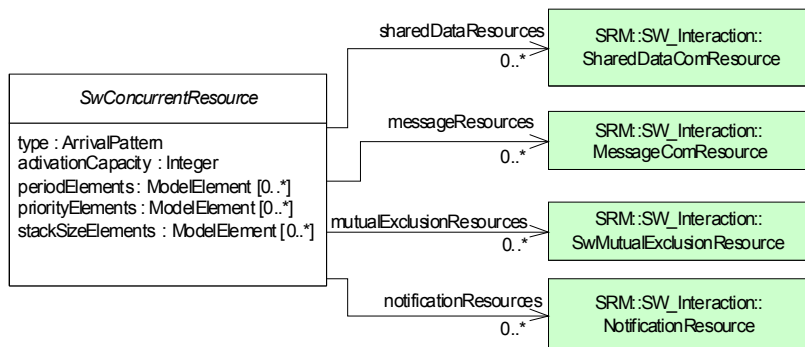 SwConcurrentResource
type : ArrivalPattern
activationCapacity : Integer
periodElements : ModelElement [0..*]
priorityElements : ModelElement [0..*]
stackSizeElements : ModelElement [0..*]
sharedDataResources
0..*
SRM::SW_Interaction::
SharedDataComResource
messageResources
0..*
SRM::SW_Interaction::
MessageComResource
mutualExclusionResources
0..*
SRM::SW_Interaction::
SwMutualExclusionResource
notificationResources
0..*
SRM::SW_Interaction::
NotificationResource